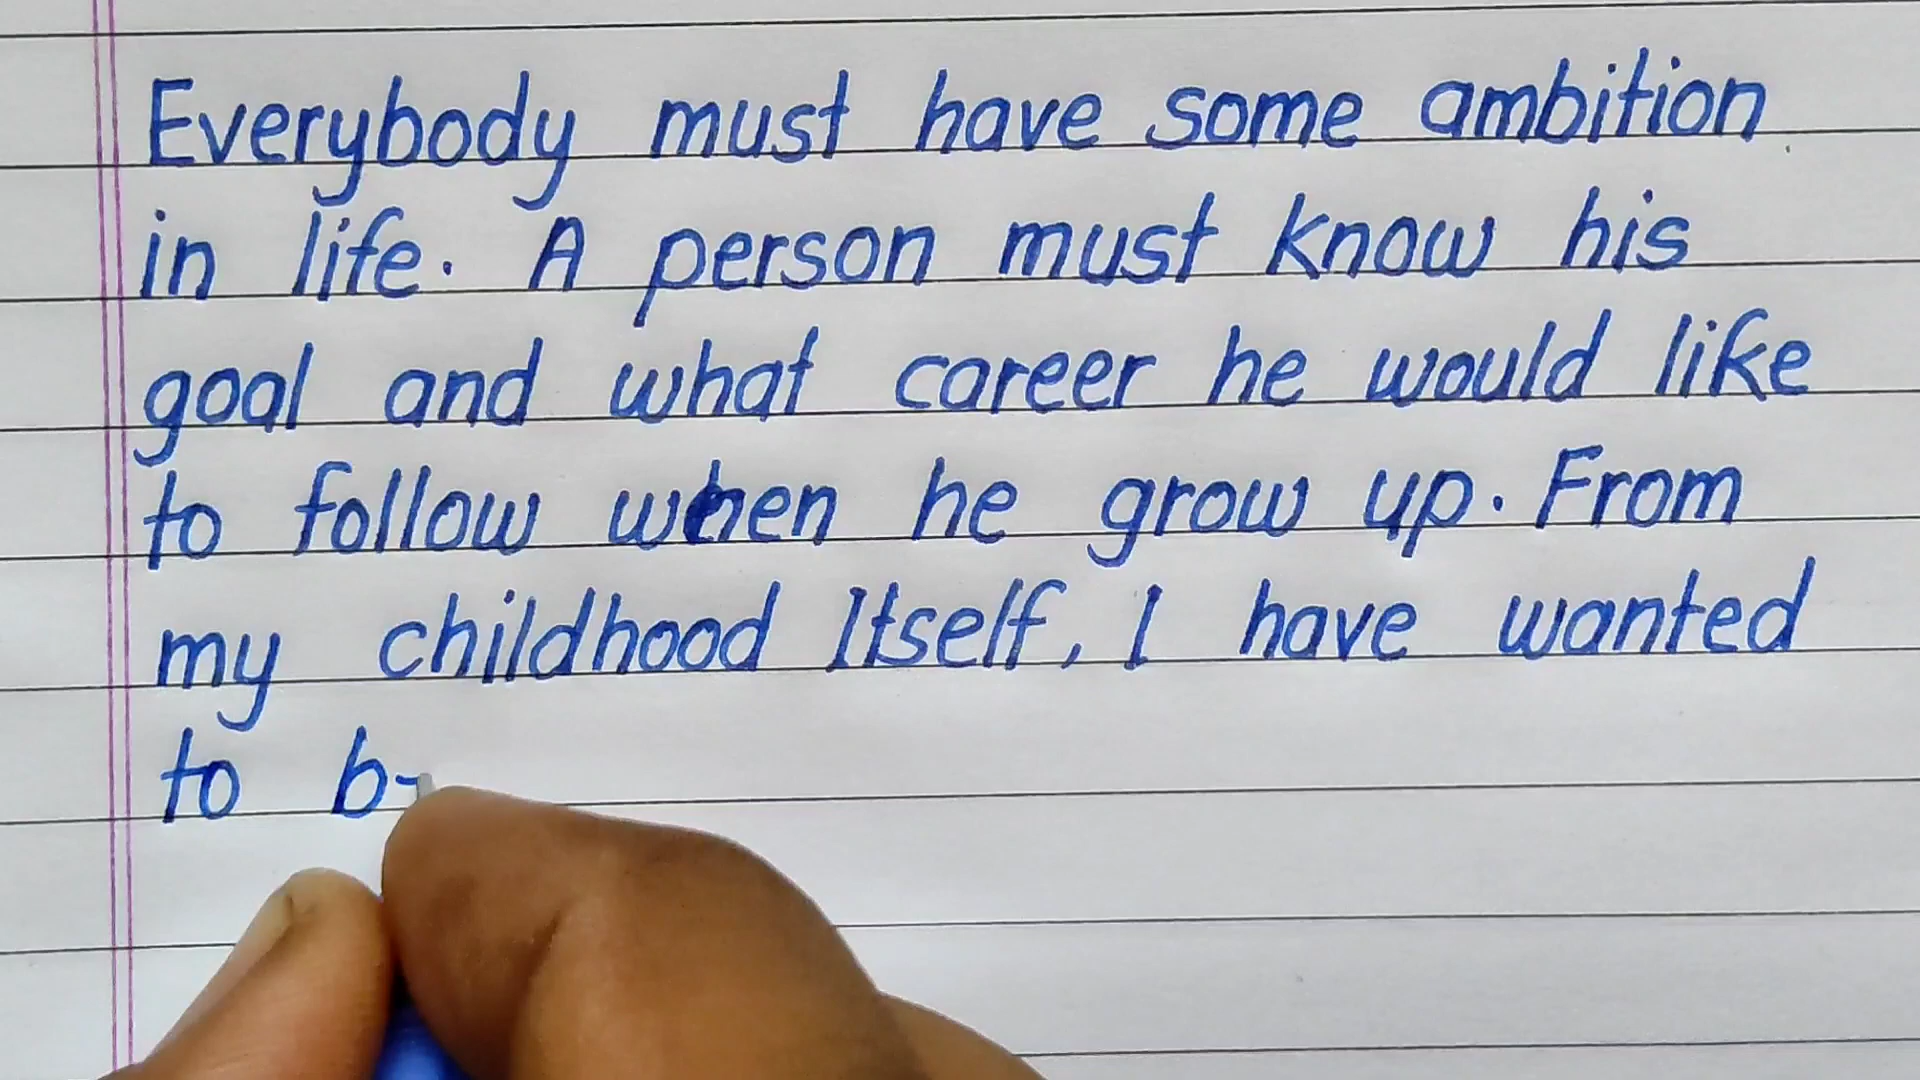 Everybody must have some ambition
in life. A person must know his
goal and what career he would like
to follow when he grow up. From
my childhood Itself, I have wanted
to